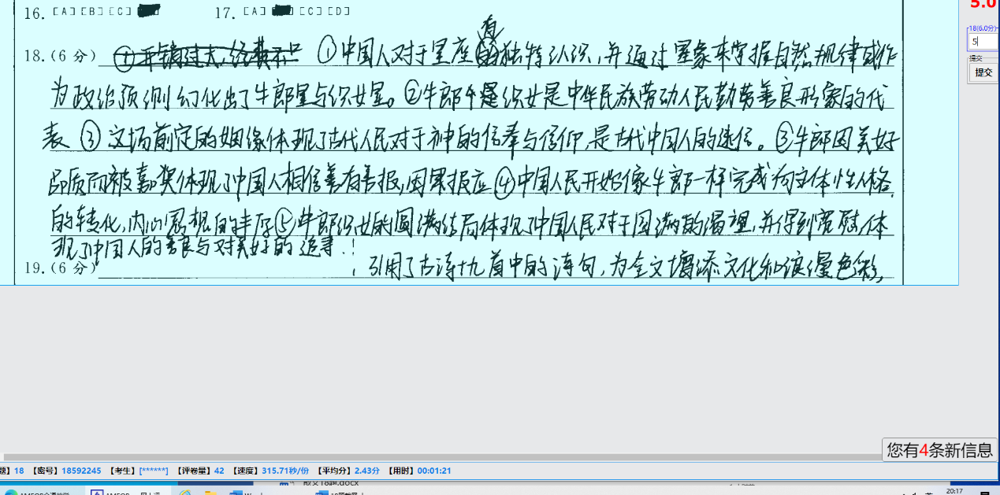 5.0
16. [A] [B] [C] 17. [A] [C] [D]
18(6.0分)
5
提交
提交
有
18.(6 分) ①开销过大,经费不足 ①中国人对于星座的独特认识,并通过星象来掌握自然规律或作
为政治预测幻化出了牛郎星与织女星。②牛郎织女是中华民族劳动人民勤劳善良形象的代
表 ③ 这场前定的姻缘体现了古代人民对于神的信奉与信仰,是古代中国人的迷信。③牛郎因美好
品质而被嘉奖体现了中国人相信善有善报,因果报应④中国人民开始像牛郎一样完成向主体性人格
的转化,内心思想的丰厚⑤牛郎织女的圆满结局体现了中国人民对于圆满的渴望,并得到宽慰,体
现了中国人的善良与对美好的追寻.!
19.(6 分) 引用了古诗十九首中的诗句,为全文增添文化和浪漫色彩,
您有4条新信息
题】18 【密号】18592245 【考生】[******] 【评卷量】42 【速度】315.71秒/份 【平均分】2.43分 【用时】00:01:21
20:17